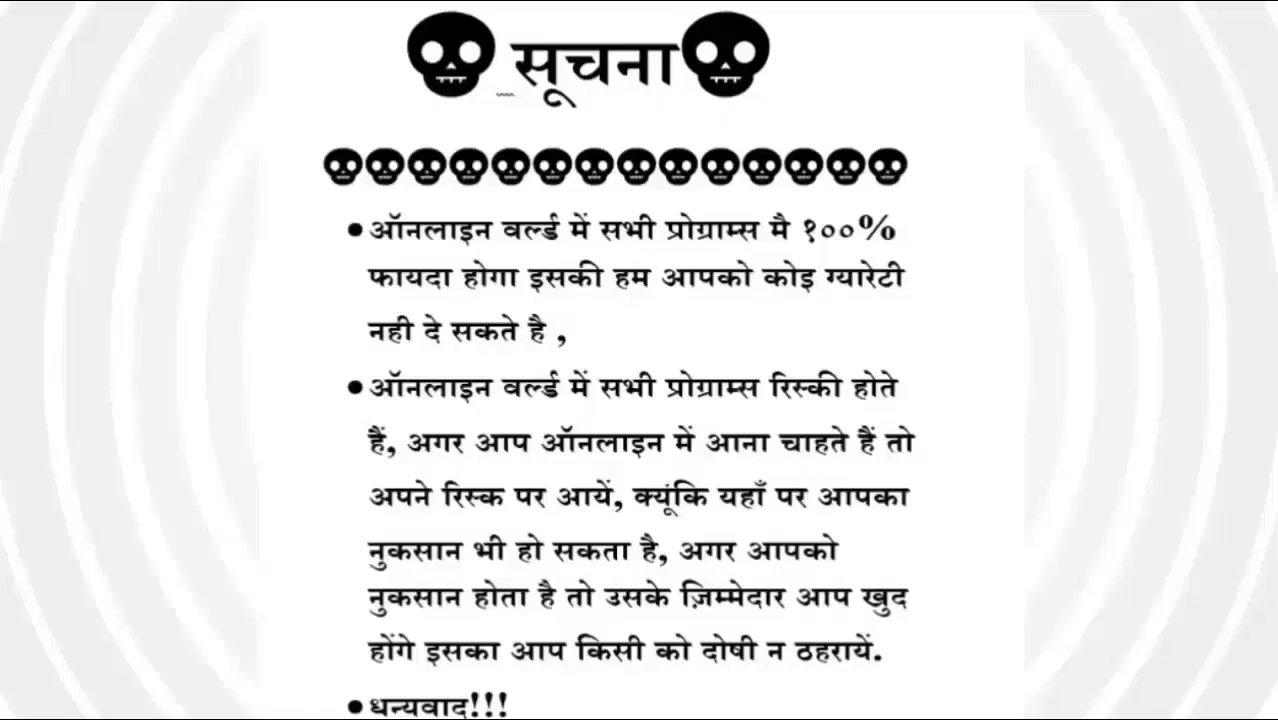 सूचना
•ऑनलाइन वर्ल्ड में सभी प्रोग्राम्स मै १००%
फायदा होगा इसकी हम आपको कोइ ग्यारेटी
नही दे सकते है ,
•ऑनलाइन वर्ल्ड में सभी प्रोग्राम्स रिस्की होते
हैं, अगर आप ऑनलाइन में आना चाहते हैं तो
अपने रिस्क पर आयें, क्यूंकि यहाँ पर आपका
नुकसान भी हो सकता है, अगर आपको
नुकसान होता है तो उसके ज़िम्मेदार आप खुद
होंगे इसका आप किसी को दोषी न ठहरायें.
•धन्यवाद!!!